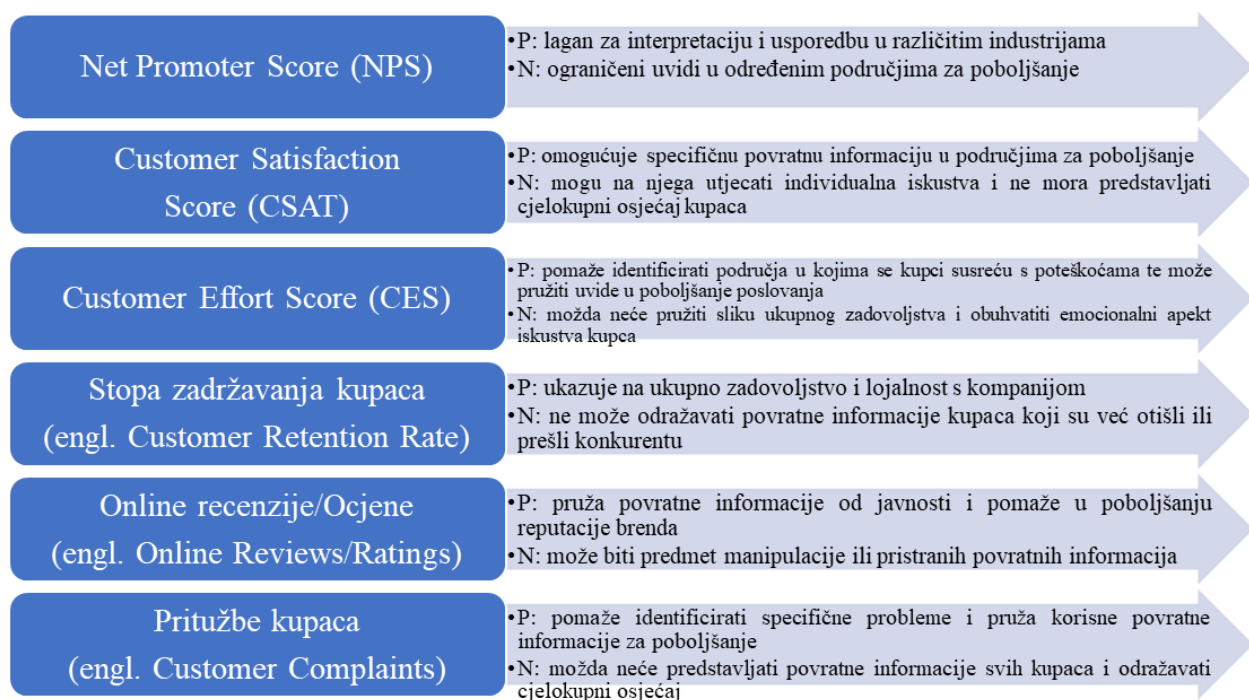 Net Promoter Score (NPS)
•P: lagan za interpretaciju i usporedbu u različitim industrijama
•N: ograničeni uvidi u određenim područjima za poboljšanje
Customer Satisfaction
Score (CSAT)
•P: omogućuje specifičnu povratnu informaciju u područjima za poboljšanje
•N: mogu na njega utjecati individualna iskustva i ne mora predstavljati
cjelokupni osjećaj kupaca
Customer Effort Score (CES)
•P: pomaže identificirati područja u kojima se kupci susreću s poteškoćama te može
pružiti uvide u poboljšanje poslovanja
•N: možda neće pružiti sliku ukupnog zadovoljstva i obuhvatiti emocionalni apekt
iskustva kupca
Stopa zadržavanja kupaca
(engl. Customer Retention Rate)
•P: ukazuje na ukupno zadovoljstvo i lojalnost s kompanijom
•N: ne može odražavati povratne informacije kupaca koji su već otišli ili
prešli konkurentu
Online recenzije/Ocjene
(engl. Online Reviews/Ratings)
•P: pruža povratne informacije od javnosti i pomaže u poboljšanju
reputacije brenda
•N: može biti predmet manipulacije ili pristranih povratnih informacija
Pritužbe kupaca
(engl. Customer Complaints)
•P: pomaže identificirati specifične probleme i pruža korisne povratne
informacije za poboljšanje
•N: možda neće predstavljati povratne informacije svih kupaca i odražavati
cjelokupni osjećaj